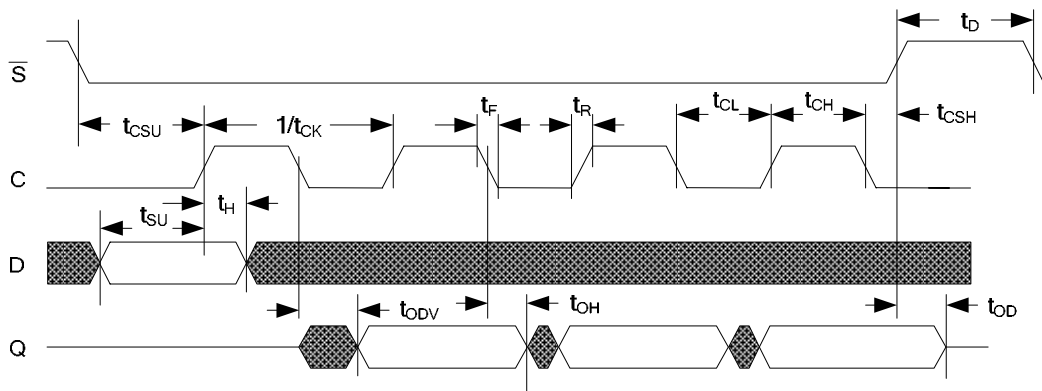 t_D
S̅
t_F t_R t_CL t_CH
t_CSU 1/t_CK t_CSH
C
t_SU t_H
D
t_ODV t_OH t_OD
Q